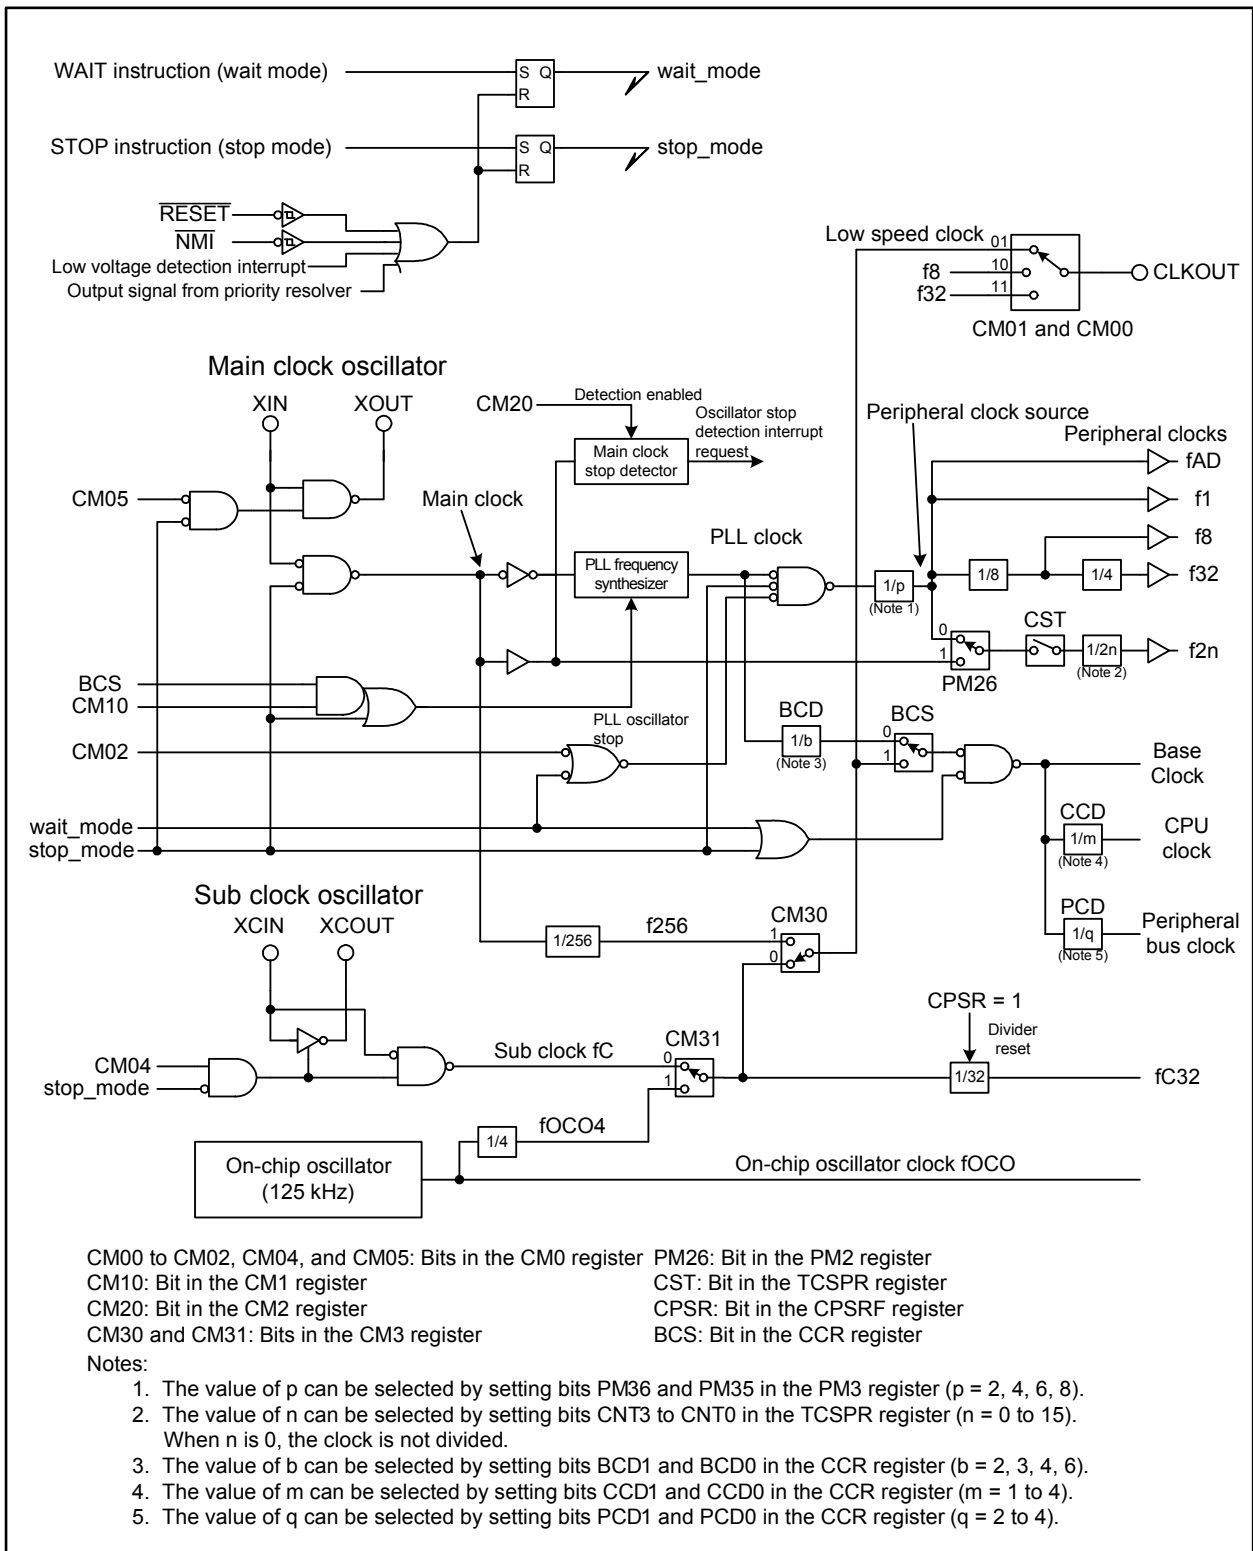 WAIT instruction (wait mode)
S Q
R
wait_mode
STOP instruction (stop mode)
S Q
R
stop_mode
RESET
NMI
Low voltage detection interrupt
Output signal from priority resolver
Low speed clock
01
f8
10
f32
11
CLKOUT
CM01 and CM00
Main clock oscillator
XIN
XOUT
CM20
Detection enabled
Oscillator stop
detection interrupt
request
Main clock
stop detector
Peripheral clock source
Peripheral clocks
fAD
CM05
Main clock
f1
PLL clock
f8
PLL frequency
synthesizer
1/p
(Note 1)
1/8
1/4
f32
CST
0
1
PM26
1/2n
(Note 2)
f2n
BCS
CM10
PLL oscillator
stop
CM02
BCD
1/b
(Note 3)
BCS
0
1
Base
Clock
wait_mode
stop_mode
CCD
1/m
(Note 4)
CPU
clock
Sub clock oscillator
XCIN
XCOUT
1/256
f256
CM30
1
0
PCD
1/q
(Note 5)
Peripheral
bus clock
CPSR = 1
Divider
reset
CM04
stop_mode
Sub clock fC
CM31
0
1
1/32
fC32
1/4
fOCO4
On-chip oscillator
(125 kHz)
On-chip oscillator clock fOCO
CM00 to CM02, CM04, and CM05: Bits in the CM0 register
PM26: Bit in the PM2 register
CM10: Bit in the CM1 register
CST: Bit in the TCSPR register
CM20: Bit in the CM2 register
CPSR: Bit in the CPSRF register
CM30 and CM31: Bits in the CM3 register
BCS: Bit in the CCR register
Notes:
1. The value of p can be selected by setting bits PM36 and PM35 in the PM3 register (p = 2, 4, 6, 8).
2. The value of n can be selected by setting bits CNT3 to CNT0 in the TCSPR register (n = 0 to 15).
When n is 0, the clock is not divided.
3. The value of b can be selected by setting bits BCD1 and BCD0 in the CCR register (b = 2, 3, 4, 6).
4. The value of m can be selected by setting bits CCD1 and CCD0 in the CCR register (m = 1 to 4).
5. The value of q can be selected by setting bits PCD1 and PCD0 in the CCR register (q = 2 to 4).